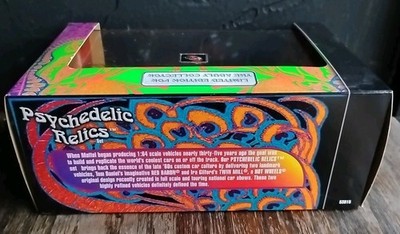 LIMITED EDITION FOR
THE ADULT COLLECTOR
Psychedelic
Relics™
Set
When Mattel began producing 1:64 scale vehicles nearly thirty-five years ago the goal was
to build and replicate the world's coolest cars on or off the track. Her PSYCHEDELIC RELICS™
set brings back the essence of the late '60s custom car culture by delivering two landmark
vehicles, Tom Daniel's imaginative RED BARON® and Ira Gilford's TWIN MILL®, a HOT WHEELS®
original design recently created in full scale and touring national car shows. These two
highly refined vehicles definitely defined the time.